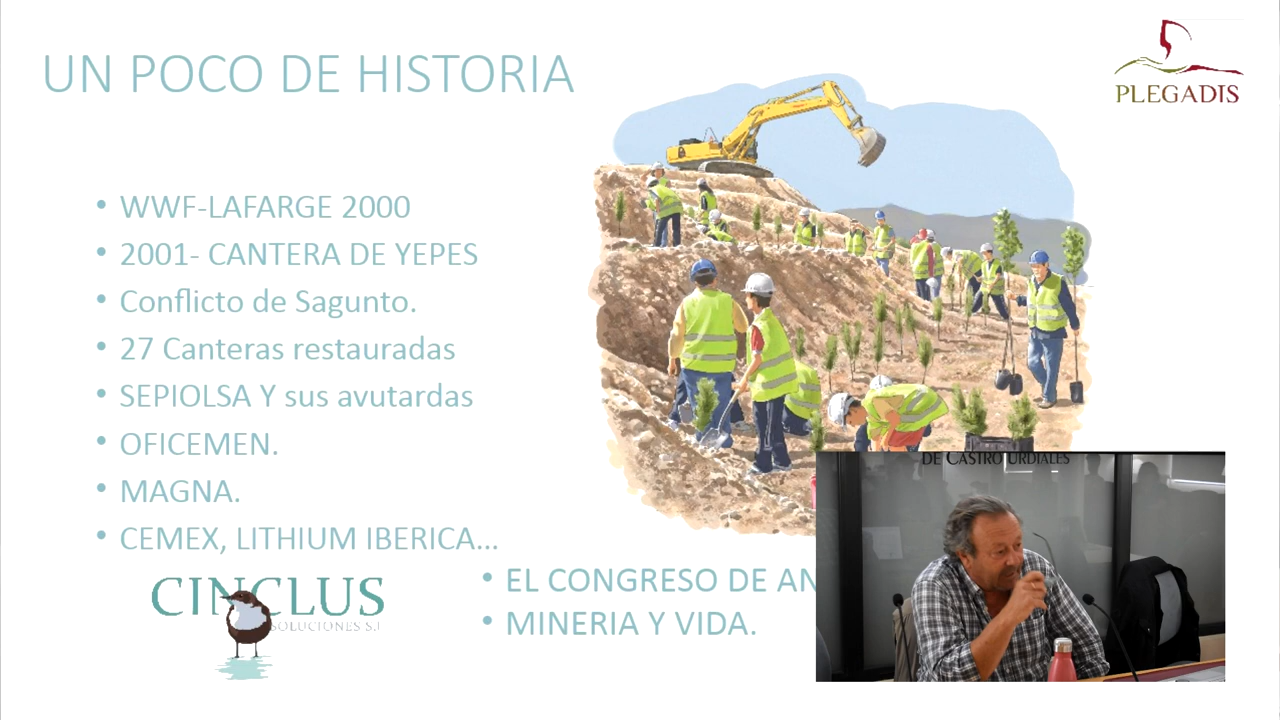 UN POCO DE HISTORIA
PLEGADIS
• WWF-LAFARGE 2000
• 2001- CANTERA DE YEPES
• Conflicto de Sagunto.
• 27 Canteras restauradas
• SEPIOLSA Y sus avutardas
• OFICEMEN.
• MAGNA.
• CEMEX, LITHIUM IBERICA...
• EL CONGRESO DE AN
• MINERIA Y VIDA.
CINCLUS
SOLUCIONES S.L
DE CASTRO URDIALES